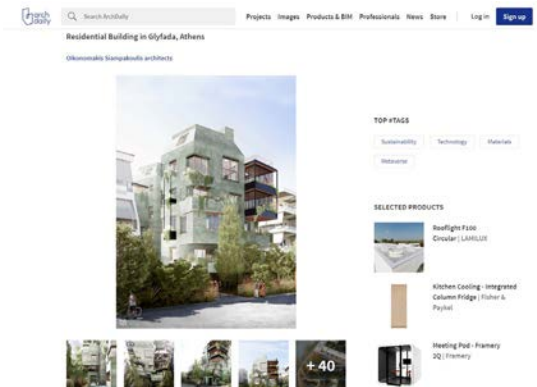 arch
daily
Search ArchDaily
Projects Images Products & BIM Professionals News Store
Log in
Sign up
Residential Building in Glyfada, Athens
Oikonomakis Siampakoulis architects
TOP #TAGS
Sustainability Technology Materials
Metaverse
SELECTED PRODUCTS
Rooflight F100
Circular | LAMILUX
Kitchen Cooling - Integrated
Column Fridge | Fisher &
Paykel
Meeting Pod - Framery
2Q | Framery
+ 40